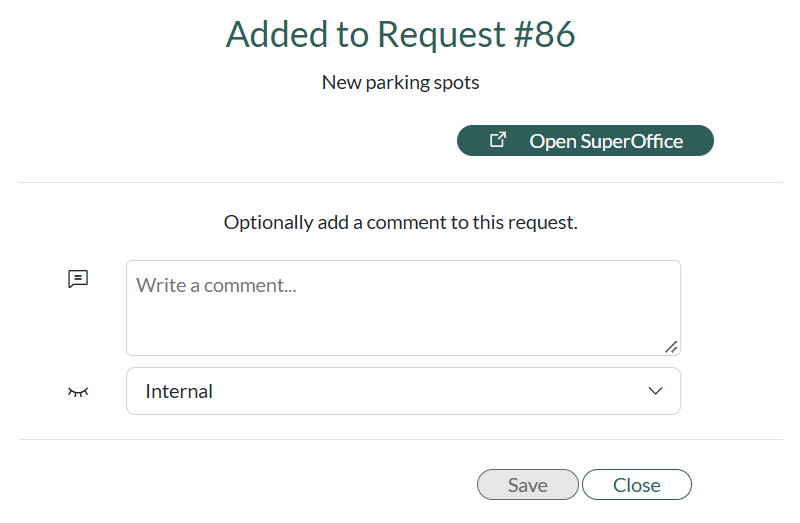 Added to Request #86
New parking spots
Open SuperOffice
Optionally add a comment to this request.
Write a comment...
Internal
Save
Close